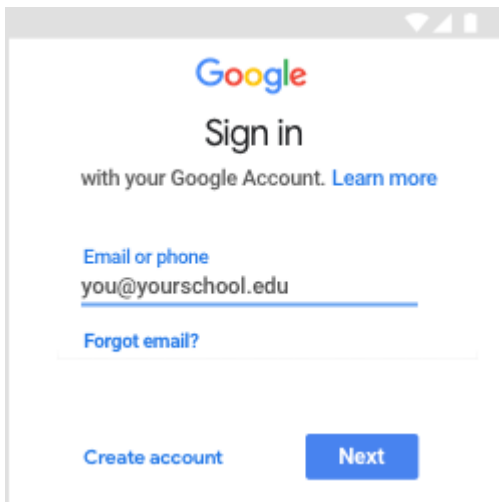 Google
Sign in
with your Google Account. Learn more
Email or phone
you@yourschool.edu
Forgot email?
Create account Next